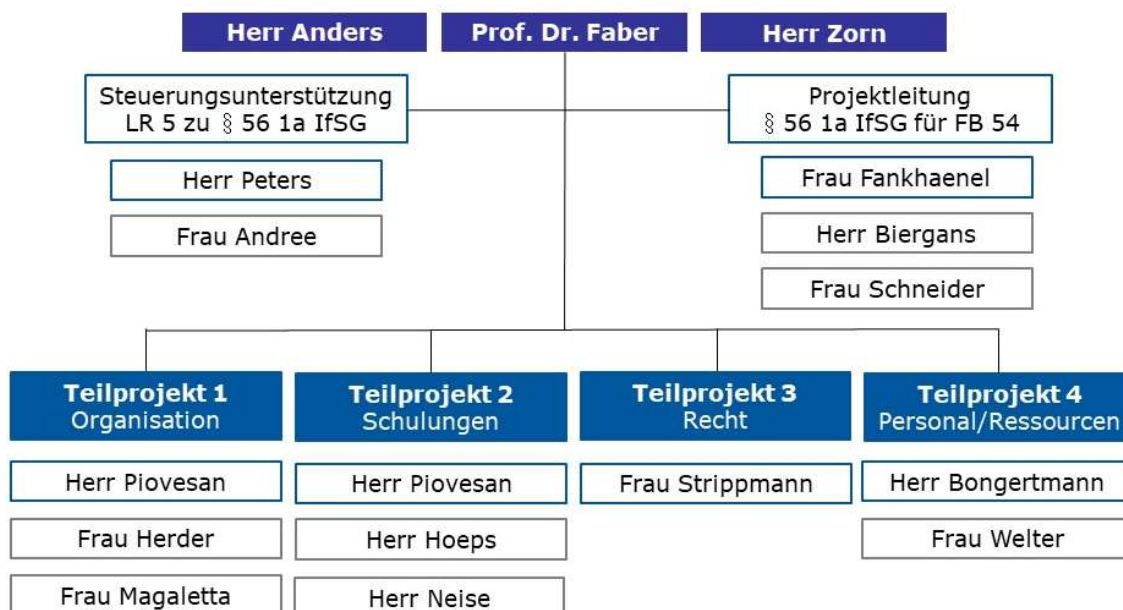 Herr Anders
Prof. Dr. Faber
Herr Zorn
Steuerungsunterstützung
LR 5 zu § 56 1a IfSG
Projektleitung
§ 56 1a IfSG für FB 54
Herr Peters
Frau Andree
Frau Fankhaenel
Herr Biergans
Frau Schneider
Teilprojekt 1
Organisation
Herr Piovesan
Frau Herder
Frau Magaletta
Teilprojekt 2
Schulungen
Herr Piovesan
Herr Hoeps
Herr Neise
Teilprojekt 3
Recht
Frau Strippmann
Teilprojekt 4
Personal/Ressourcen
Herr Bongertmann
Frau Welter